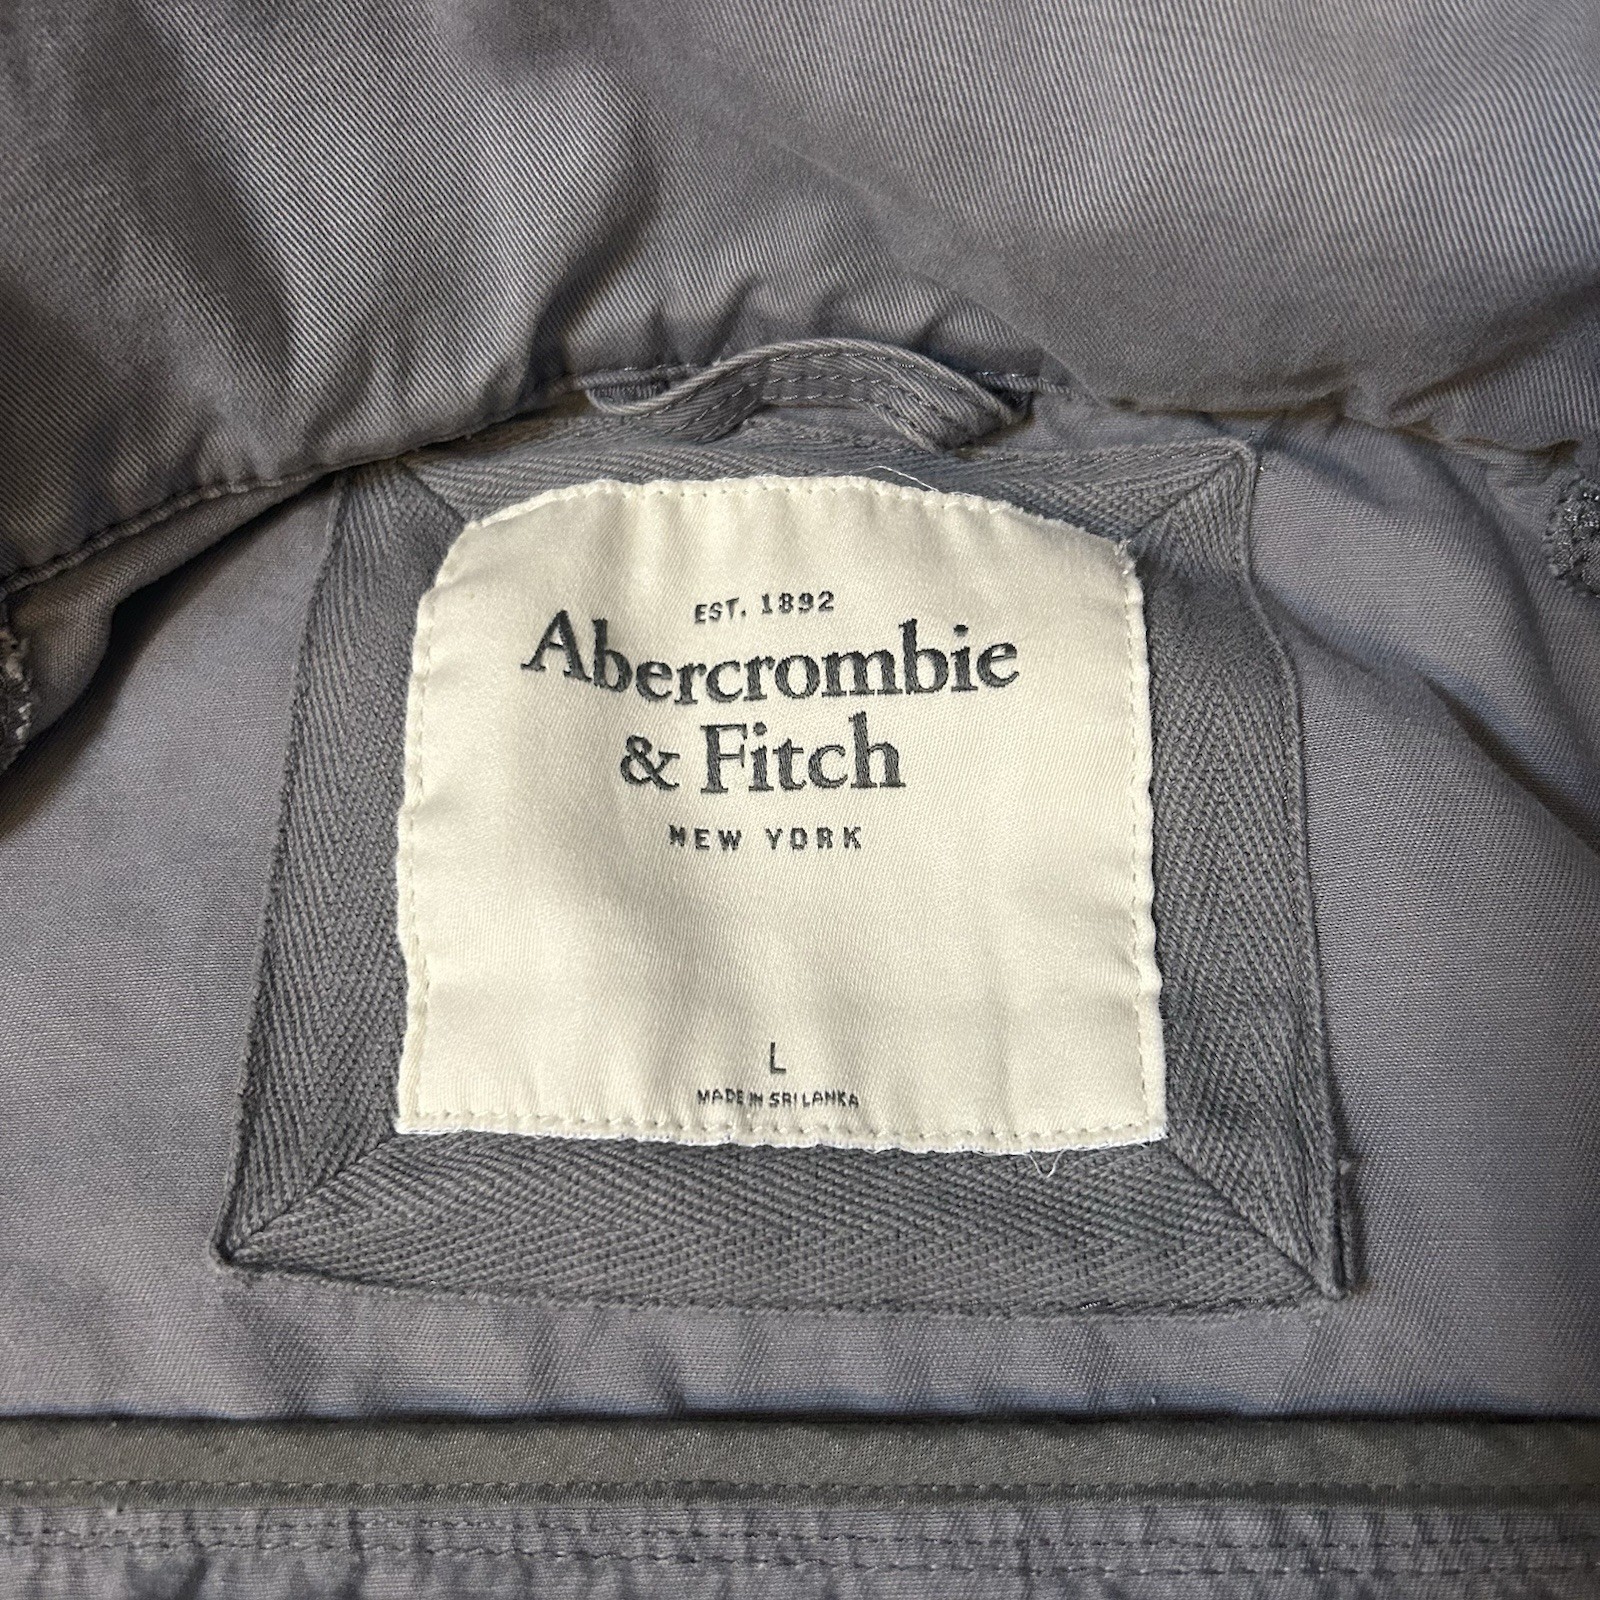 EST. 1892
Abercrombie
& Fitch
NEW YORK
L
MADE IN SRI LANKA